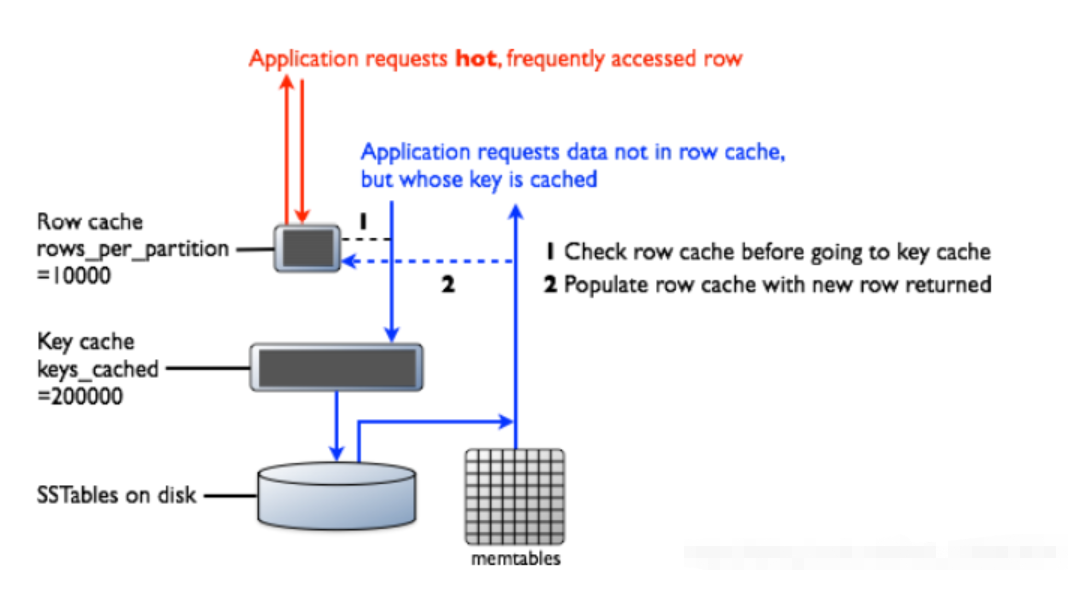 Application requests hot, frequently accessed row
Application requests data not in row cache,
but whose key is cached
Row cache
rows_per_partition
=10000
1
2
1 Check row cache before going to key cache
2 Populate row cache with new row returned
Key cache
keys_cached
=200000
SSTables on disk
memtables